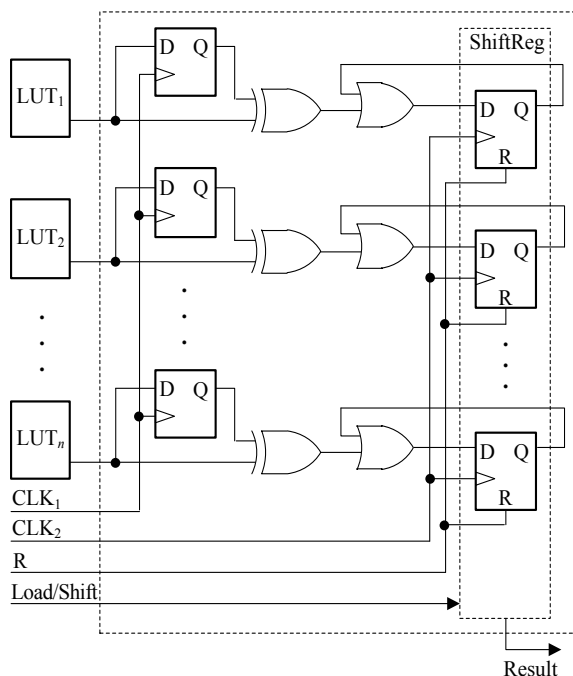 ShiftReg
D Q
LUT₁
D Q
R
D Q
LUT₂
D Q
R
D Q
LUTₙ
D Q
R
CLK₁
CLK₂
R
Load/Shift
Result